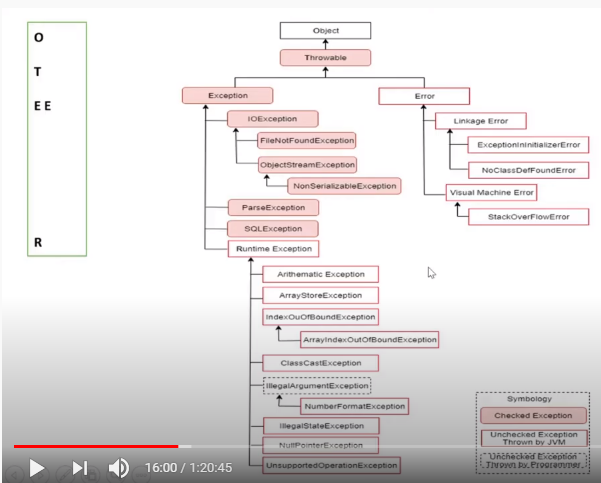 O
T
E E
R
Object
Throwable
Exception
Error
IOException
FileNotFoundException
ObjectStreamException
NonSerializableException
ParseException
SQLException
Runtime Exception
Arithematic Exception
ArrayStoreException
IndexOuOfBoundException
ArrayIndexOutOfBoundException
ClassCastException
IllegalArgumentException
NumberFormatException
IllegalStateException
NullPointerException
UnsupportedOperationException
Linkage Error
ExceptionInInitializerError
NoClassDefFoundError
Visual Machine Error
StackOverFlowError
Symbology
Checked Exception
Unchecked Exception
Thrown by JVM
Unchecked Exception
Thrown by Programmer
16:00 / 1:20:45